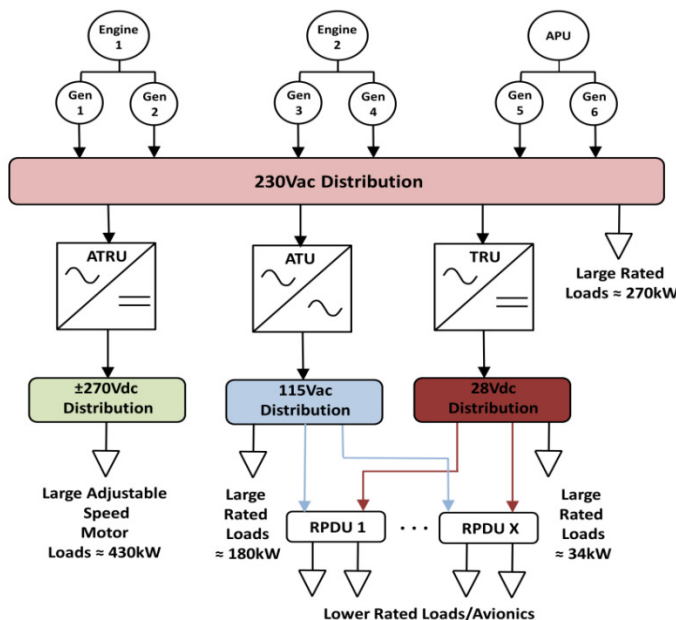 Engine
1
Engine
2
APU
Gen
1
Gen
2
Gen
3
Gen
4
Gen
5
Gen
6
230Vac Distribution
ATRU
ATU
TRU
Large Rated
Loads ≈ 270kW
±270Vdc
Distribution
115Vac
Distribution
28Vdc
Distribution
Large Adjustable
Speed
Motor
Loads ≈ 430kW
Large
Rated
Loads
≈ 180kW
RPDU 1
. . .
RPDU X
Large
Rated
Loads
≈ 34kW
Lower Rated Loads/Avionics